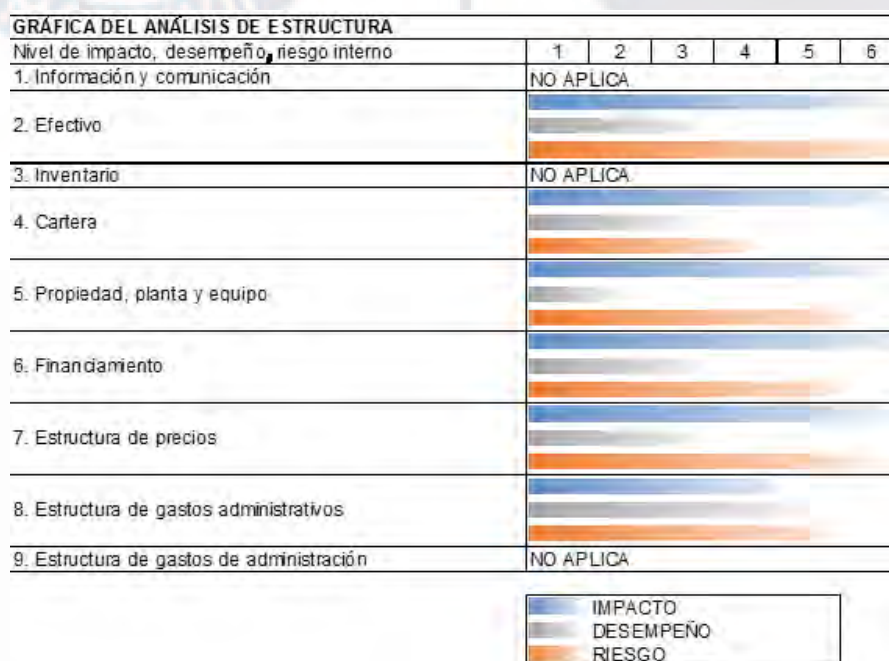 GRÁFICA DEL ANÁLISIS DE ESTRUCTURA
Nivel de impacto, desempeño, riesgo interno 1 2 3 4 5 6
1. Información y comunicación NO APLICA
2. Efectivo
3. Inventario NO APLICA
4. Cartera
5. Propiedad, planta y equipo
6. Financiamiento
7. Estructura de precios
8. Estructura de gastos administrativos
9. Estructura de gastos de administración NO APLICA
IMPACTO
DESEMPEÑO
RIESGO